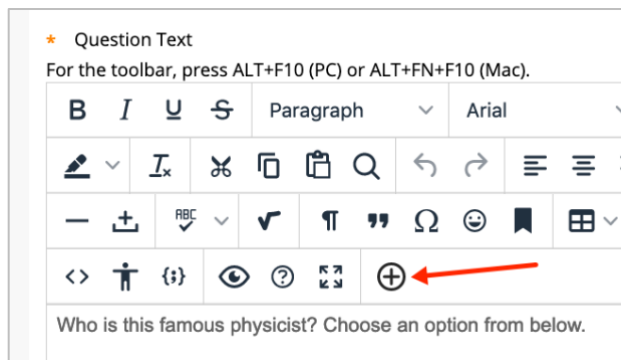 * Question Text
For the toolbar, press ALT+F10 (PC) or ALT+FN+F10 (Mac).
B I U S Paragraph Arial
ABC
Who is this famous physicist? Choose an option from below.